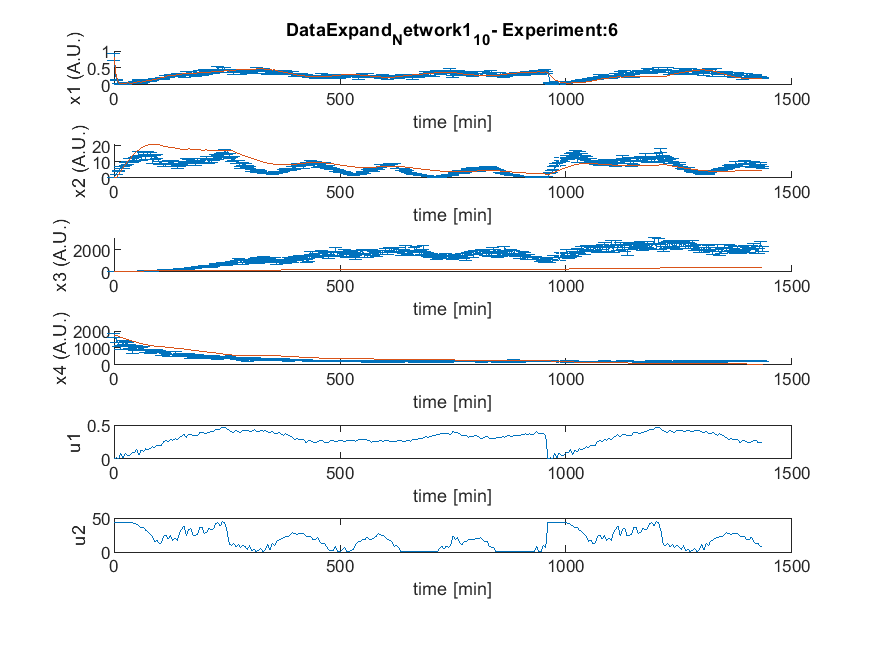 DataExpand_Network1_10- Experiment:6
1
0.5
0
x1 (A.U.)
0 500 1000 1500
time [min]
20
10
0
x2 (A.U.)
0 500 1000 1500
time [min]
2000
0
x3 (A.U.)
0 500 1000 1500
time [min]
2000
1000
0
x4 (A.U.)
0 500 1000 1500
time [min]
0.5
0
u1
0 500 1000 1500
time [min]
50
0
u2
0 500 1000 1500
time [min]